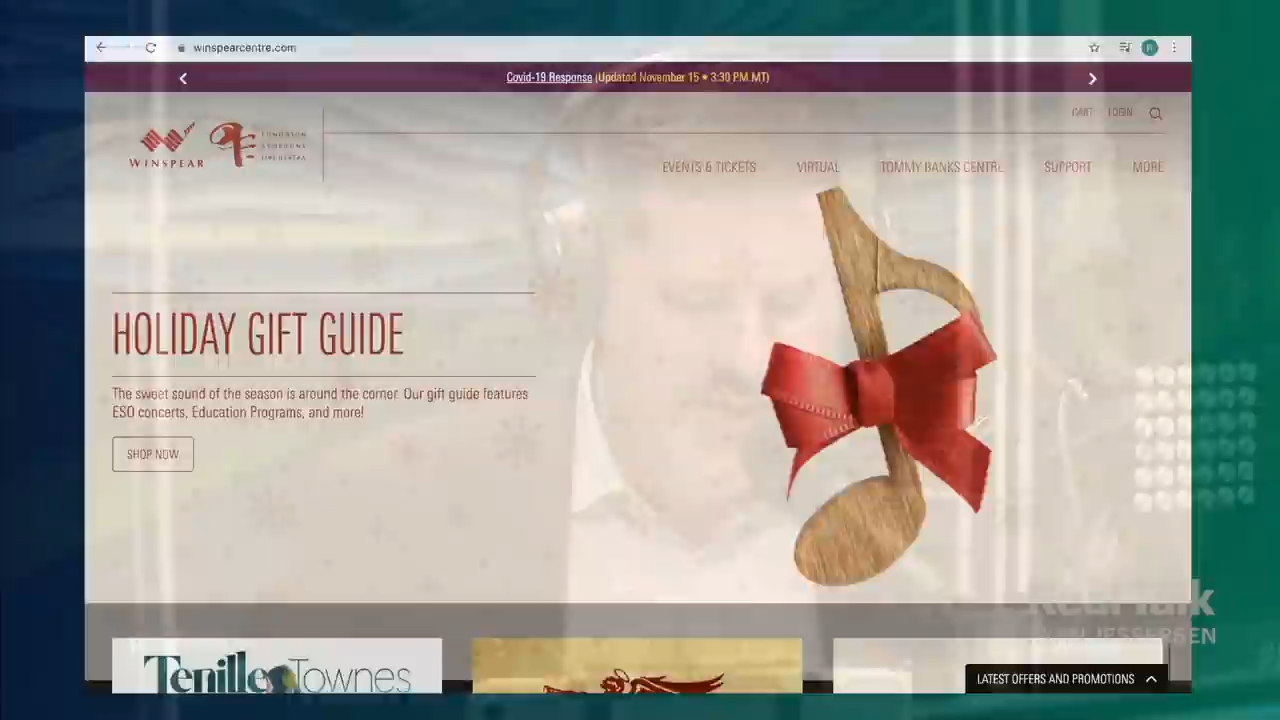 winspearcentre.com
Covid-19 Response (Updated November 15 • 3:30 PM MT)
CART LOGIN
WINSPEAR
EDMONTON
SYMPHONY
ORCHESTRA
EVENTS & TICKETS VIRTUAL TOMMY BANKS CENTRE SUPPORT MORE
HOLIDAY GIFT GUIDE
The sweet sound of the season is around the corner. Our gift guide features
ESO concerts, Education Programs, and more!
SHOP NOW
Real Talk
JESPERSEN
Tenille Townes
LATEST OFFERS AND PROMOTIONS